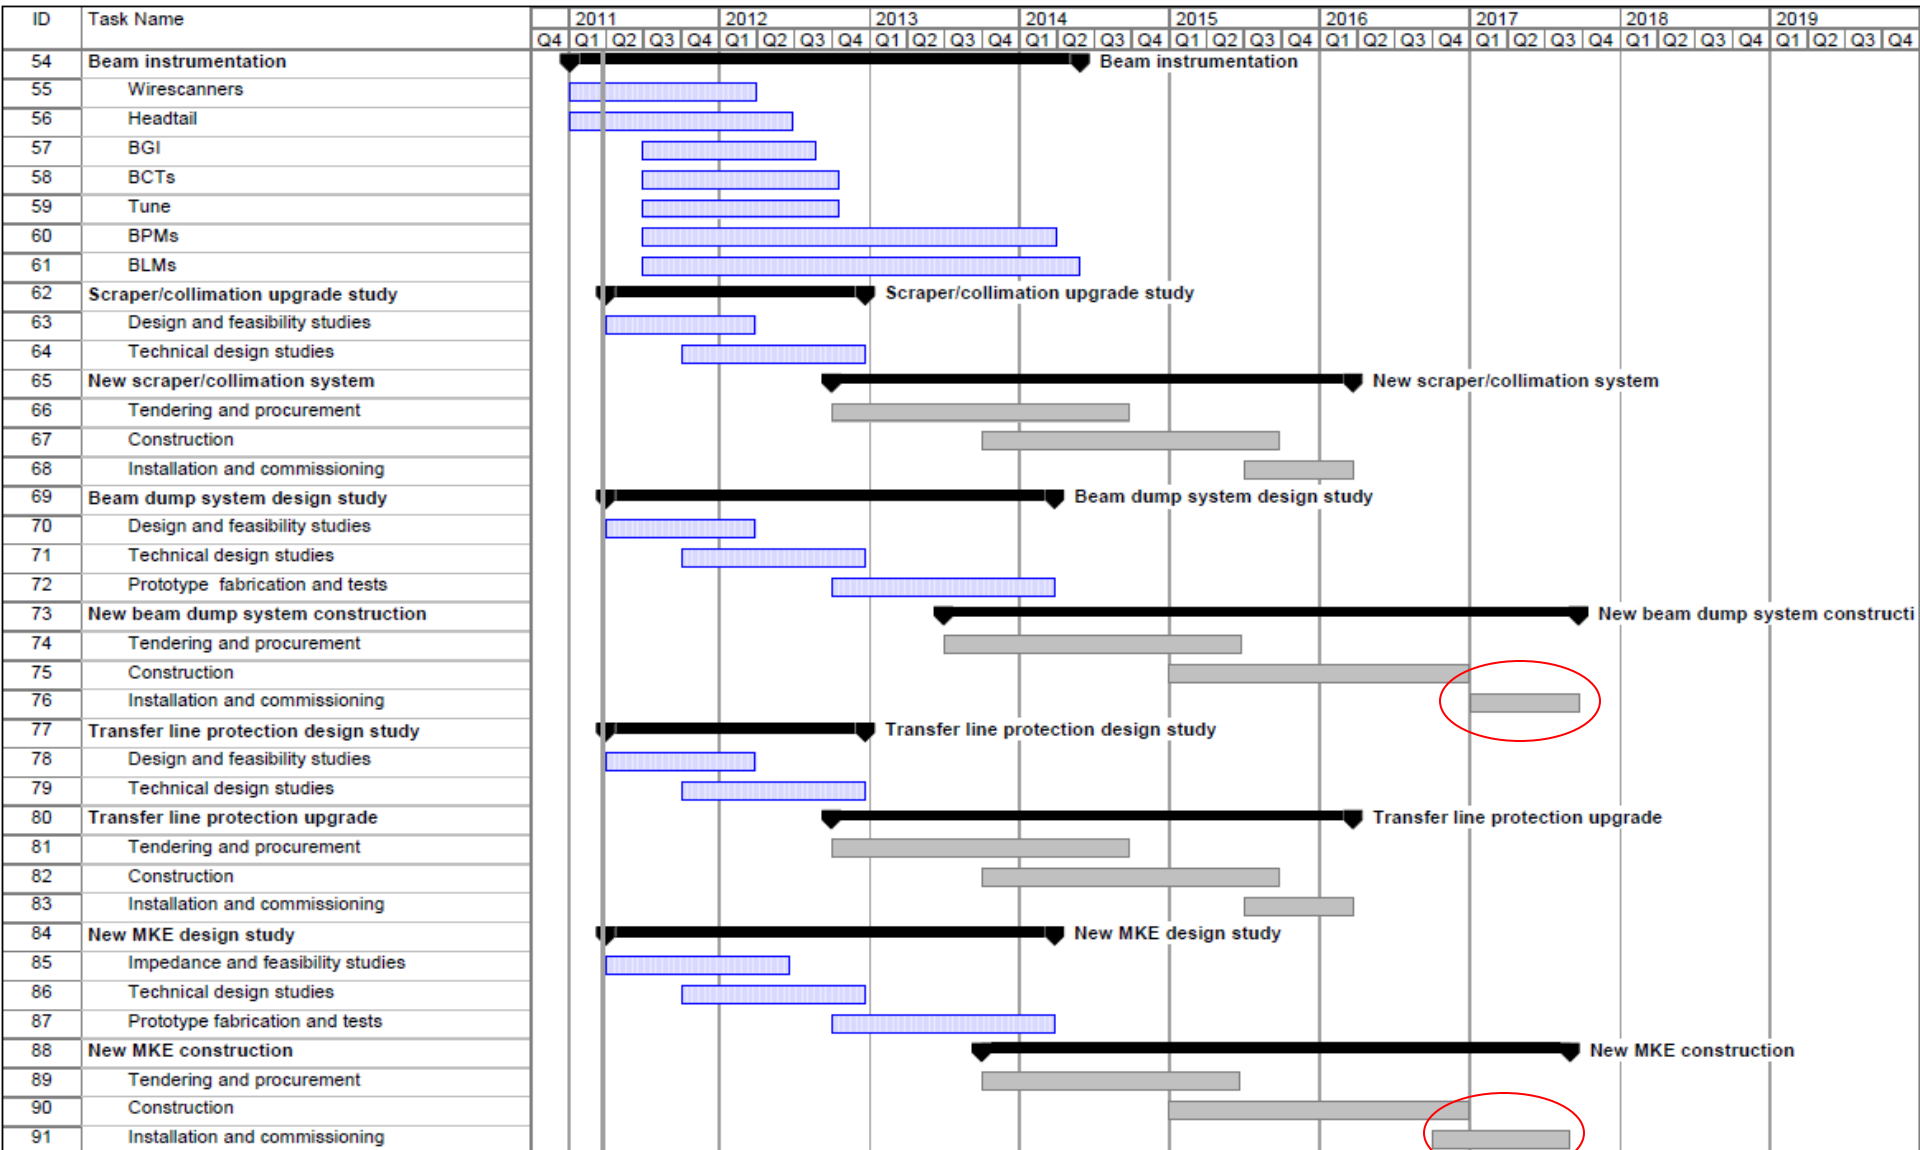 ID Task Name 2011 2012 2013 2014 2015 2016 2017 2018 2019
Q4 Q1 Q2 Q3 Q4 Q1 Q2 Q3 Q4 Q1 Q2 Q3 Q4 Q1 Q2 Q3 Q4 Q1 Q2 Q3 Q4 Q1 Q2 Q3 Q4 Q1 Q2 Q3 Q4 Q1 Q2 Q3 Q4 Q1 Q2 Q3 Q4
54 Beam instrumentation Beam instrumentation
55 Wirescanners
56 Headtail
57 BGI
58 BCTs
59 Tune
60 BPMs
61 BLMs
62 Scraper/collimation upgrade study Scraper/collimation upgrade study
63 Design and feasibility studies
64 Technical design studies
65 New scraper/collimation system New scraper/collimation system
66 Tendering and procurement
67 Construction
68 Installation and commissioning
69 Beam dump system design study Beam dump system design study
70 Design and feasibility studies
71 Technical design studies
72 Prototype fabrication and tests
73 New beam dump system construction New beam dump system constructi
74 Tendering and procurement
75 Construction
76 Installation and commissioning
77 Transfer line protection design study Transfer line protection design study
78 Design and feasibility studies
79 Technical design studies
80 Transfer line protection upgrade Transfer line protection upgrade
81 Tendering and procurement
82 Construction
83 Installation and commissioning
84 New MKE design study New MKE design study
85 Impedance and feasibility studies
86 Technical design studies
87 Prototype fabrication and tests
88 New MKE construction New MKE construction
89 Tendering and procurement
90 Construction
91 Installation and commissioning